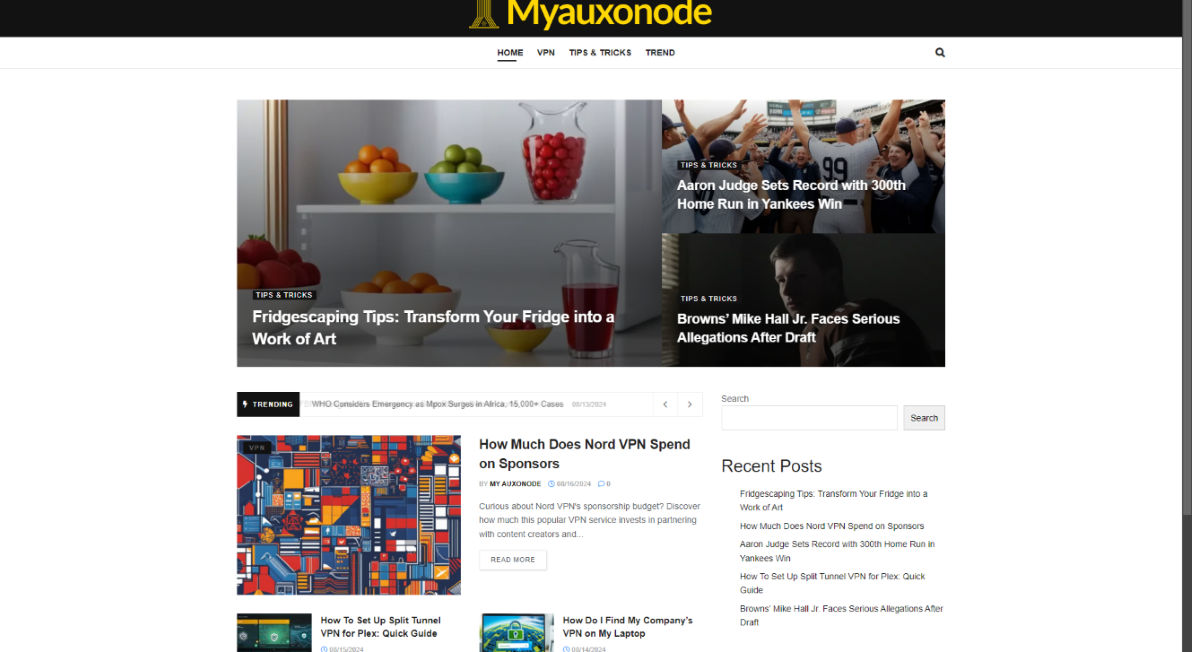 Myauxonode
HOME VPN TIPS & TRICKS TREND
TIPS & TRICKS
Fridgescaping Tips: Transform Your Fridge into a
Work of Art
TIPS & TRICKS
Aaron Judge Sets Record with 300th
Home Run in Yankees Win
99
TIPS & TRICKS
Browns' Mike Hall Jr. Faces Serious
Allegations After Draft
TRENDING
WHO Considers Emergency as Mpox Surges in Africa, 15,000+ Cases 08/13/2024
VPN
How Much Does Nord VPN Spend
on Sponsors
BY MY AUXONODE 08/16/2024 0
Curious about Nord VPN's sponsorship budget? Discover
how much this popular VPN service invests in partnering
with content creators and...
READ MORE
How To Set Up Split Tunnel
VPN for Plex: Quick Guide
08/15/2024
How Do I Find My Company's
VPN on My Laptop
08/14/2024
Search
Search
Recent Posts
Fridgescaping Tips: Transform Your Fridge into a
Work of Art
How Much Does Nord VPN Spend on Sponsors
Aaron Judge Sets Record with 300th Home Run in
Yankees Win
How To Set Up Split Tunnel VPN for Plex: Quick
Guide
Browns' Mike Hall Jr. Faces Serious Allegations After
Draft